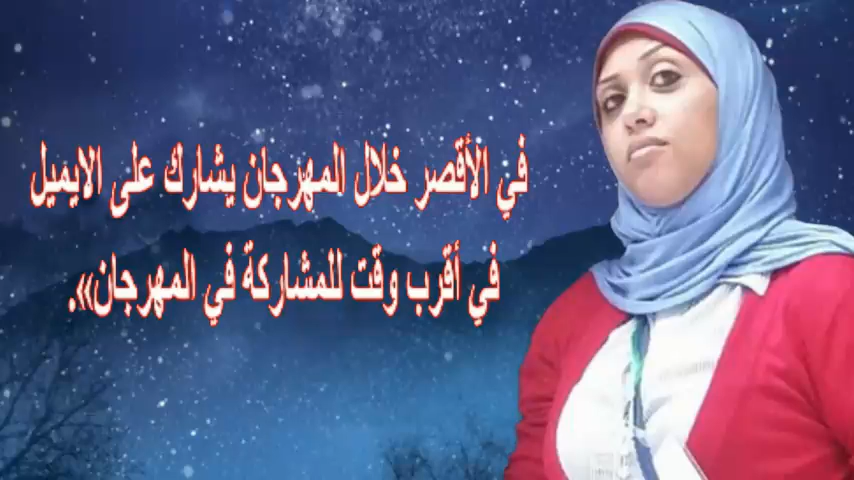 في الأقصر خلال المهرجان يشارك على الايميل
في أقرب وقت للمشاركة في المهرجان».